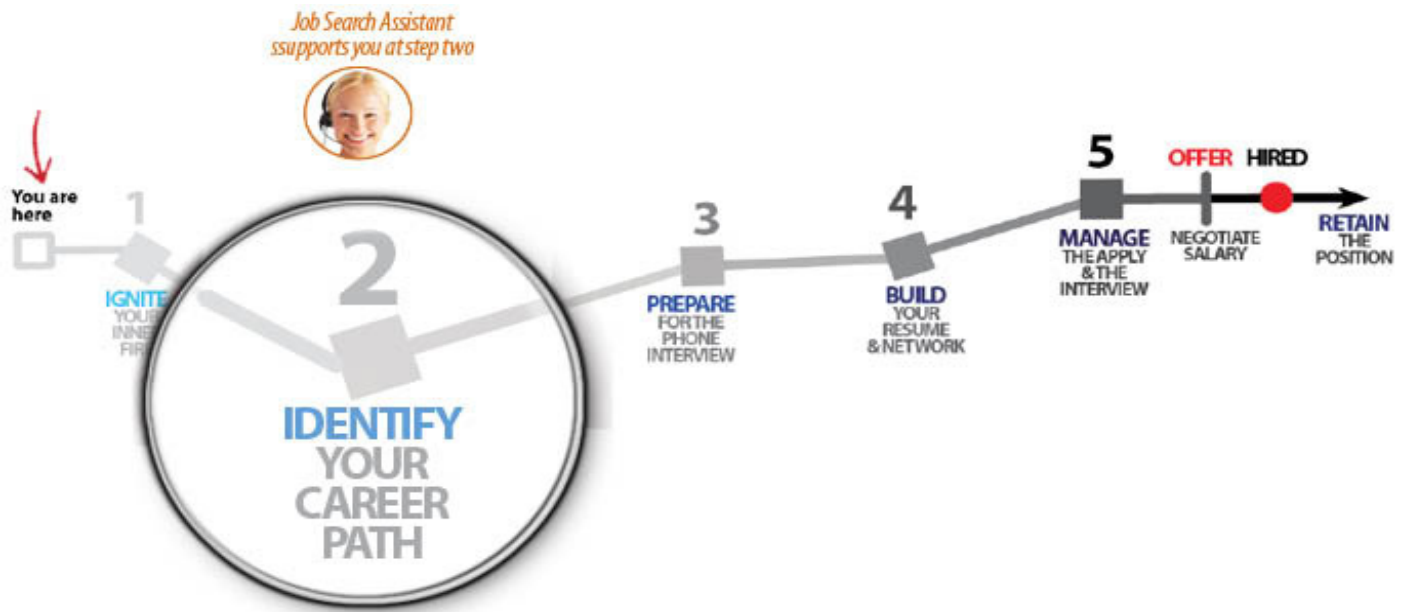 Job Search Assistant
ssupports you at step two
You are
here
1
IGNITE
YOUR
INNE
FIR
2
IDENTIFY
YOUR
CAREER
PATH
3
PREPARE
FOR THE
PHONE
INTERVIEW
4
BUILD
YOUR
RESUME
& NETWORK
5
MANAGE
THE APPLY
& THE
INTERVIEW
OFFER
NEGOTIATE
SALARY
HIRED
RETAIN
THE
POSITION